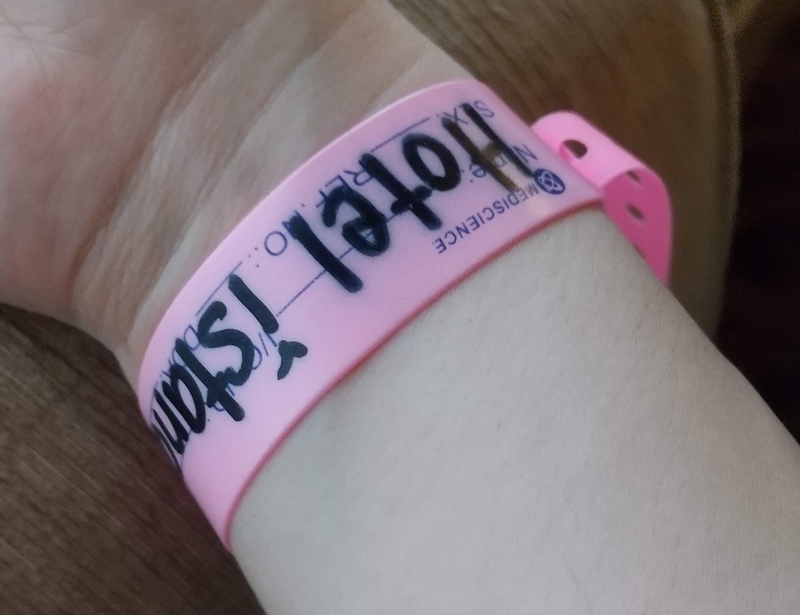 Hotel istan
MEDISCIENCE
Name:
SEX:
REF. NO.: